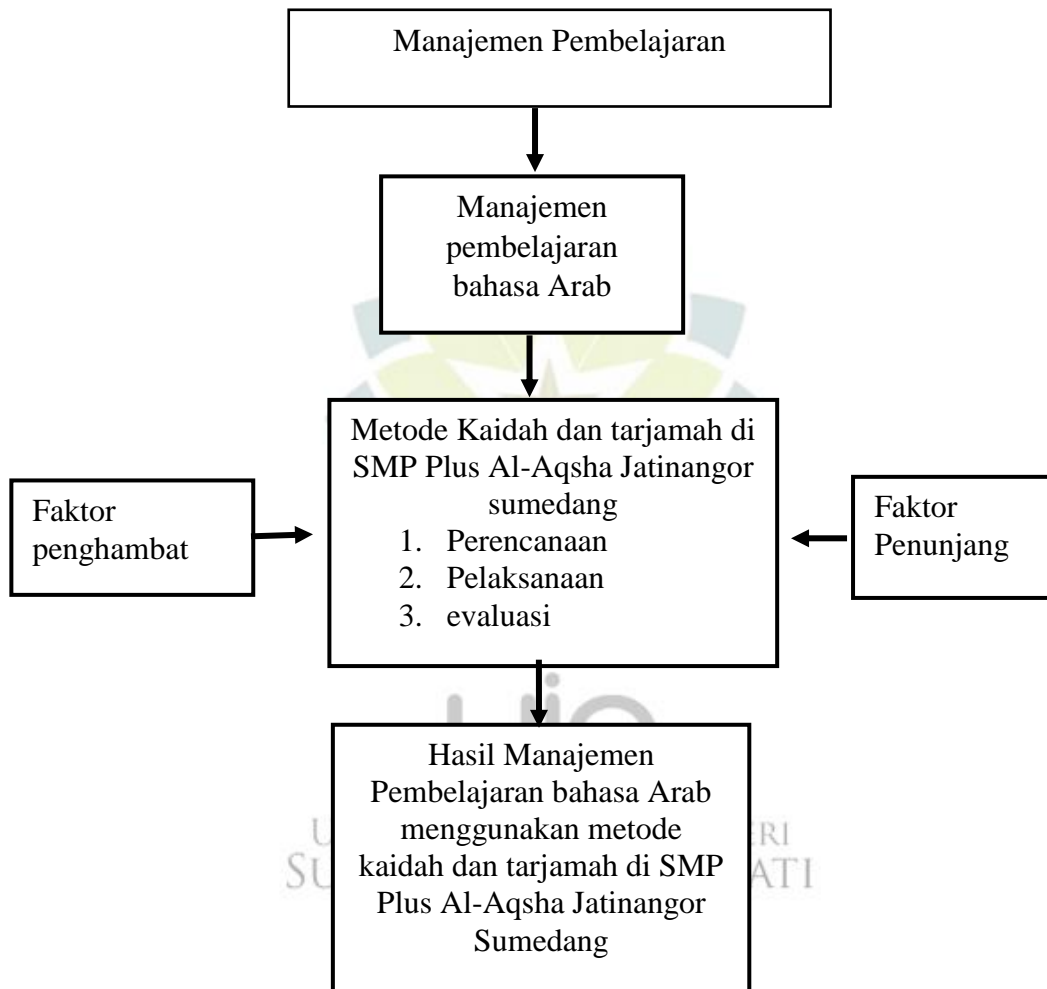 Manajemen Pembelajaran
Manajemen
pembelajaran
bahasa Arab
Metode Kaidah dan tarjamah di
SMP Plus Al-Aqsha Jatinangor
sumedang
1. Perencanaan
2. Pelaksanaan
3. evaluasi
Faktor
penghambat
Faktor
Penunjang
Hasil Manajemen
Pembelajaran bahasa Arab
menggunakan metode
kaidah dan tarjamah di SMP
Plus Al-Aqsha Jatinangor
Sumedang